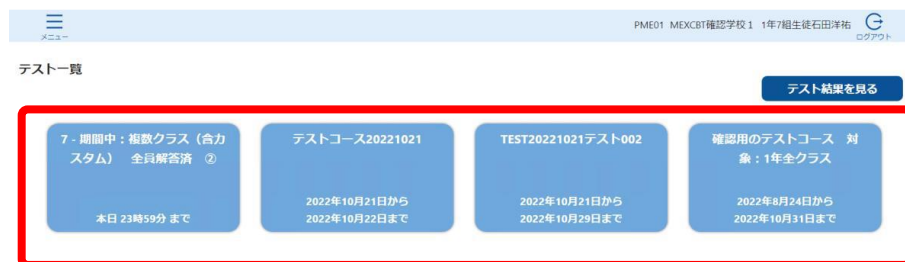 メニュー
PME01 MEXCBT確認学校１ 1年7組生徒石田洋祐
ログアウト
テスト一覧
テスト結果を見る
7 - 期間中：複数クラス（含カ
スタム） 全員解答済 ②
本日 23時59分 まで
テストコース20221021
2022年10月21日から
2022年10月22日まで
TEST20221021テスト002
2022年10月21日から
2022年10月29日まで
確認用のテストコース 対
象：1年全クラス
2022年8月24日から
2022年10月31日まで